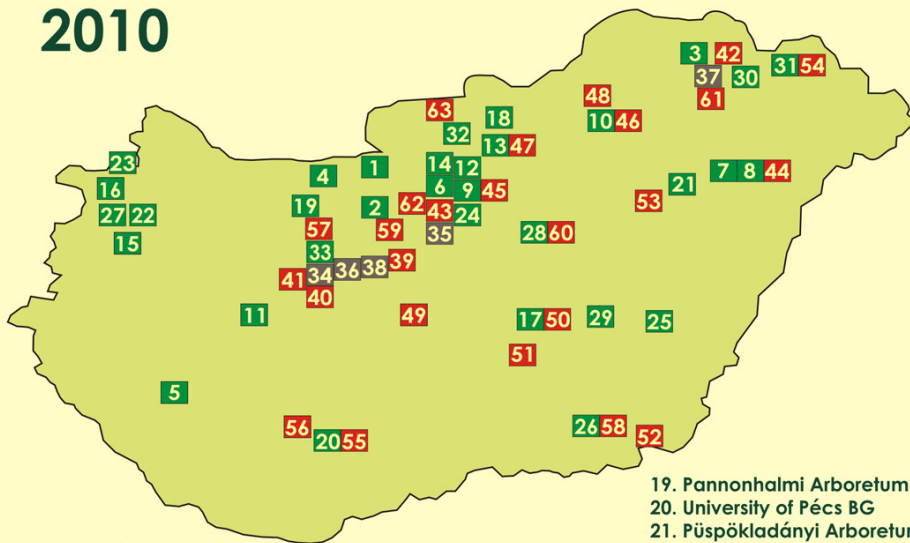 2010
3 42
37 30 31 54
61
48
10 46
63
32 18
13 47
23
4 1
14 12
16
6 9 45
7 8 44
21
53
27 22
19
2 62 43 24
57 59 35
28 60
15
33
41 34 36 38 39
40
11
49
17 50 29 25
51
5
56
20 55
26 58 52
19. Pannonhalmi Arboretum
20. University of Pécs BG
21. Püspökladányi Arboretu